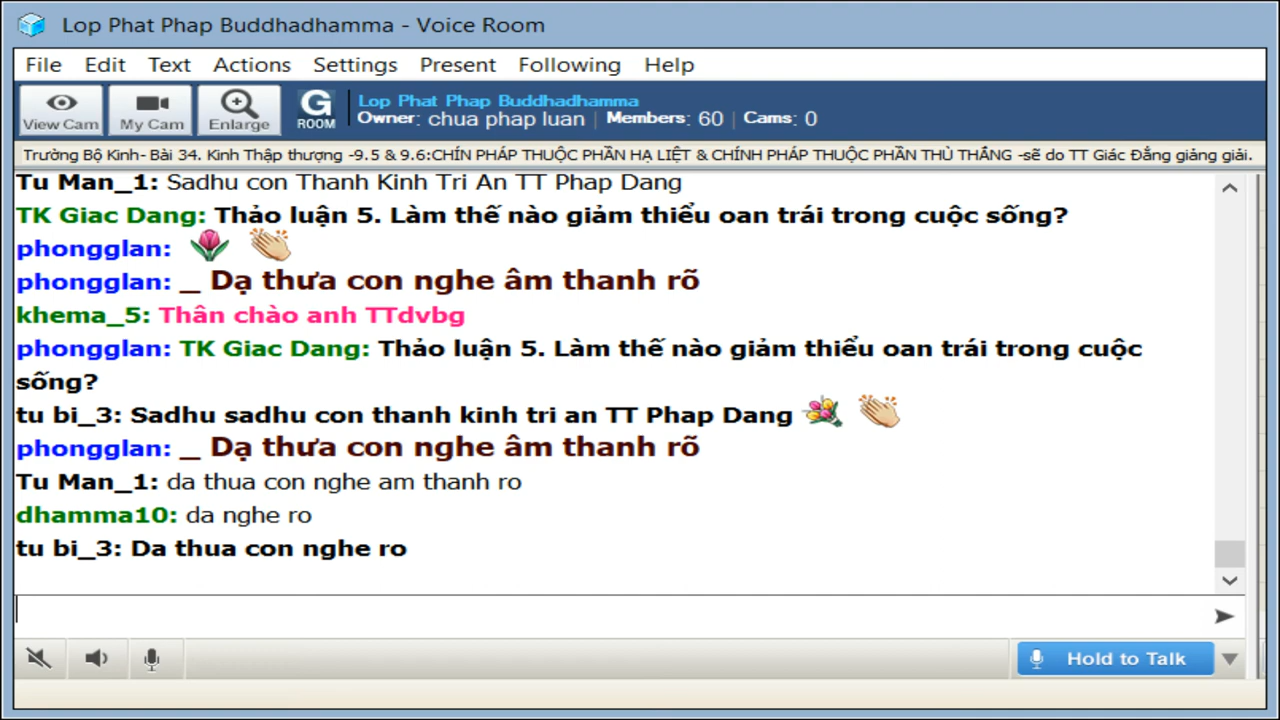 Lop Phat Phap Buddhadhamma - Voice Room
File Edit Text Actions Settings Present Following Help
View Cam My Cam Enlarge G ROOM Lop Phat Phap Buddhadhamma
Owner: chua phap luan | Members: 60 | Cams: 0
Trường Bộ Kinh- Bài 34. Kinh Thập thượng -9.5 & 9.6:CHÍN PHÁP THUỘC PHẦN HẠ LIỆT & CHÍNH PHÁP THUỘC PHẦN THÙ THẮNG -sẽ do TT Giác Đẳng giảng giải.
Tu Man_1: Sadhu con Thanh Kinh Tri An TT Phap Dang
TK Giac Dang: Thảo luận 5. Làm thế nào giảm thiểu oan trái trong cuộc sống?
phongglan:
phongglan: _ Dạ thưa con nghe âm thanh rõ
khema_5: Thân chào anh TTdvbg
phongglan: TK Giac Dang: Thảo luận 5. Làm thế nào giảm thiểu oan trái trong cuộc
sống?
tu bi_3: Sadhu sadhu con thanh kinh tri an TT Phap Dang
phongglan: _ Dạ thưa con nghe âm thanh rõ
Tu Man_1: da thua con nghe am thanh ro
dhamma10: da nghe ro
tu bi_3: Da thua con nghe ro
Hold to Talk